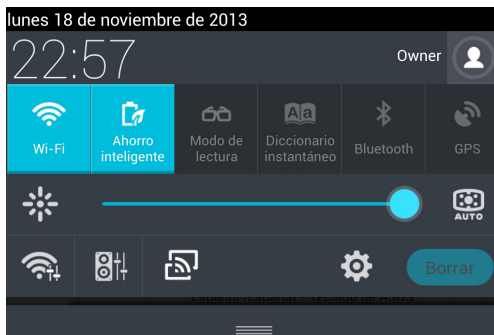 lunes 18 de noviembre de 2013
22:57
Owner
Wi-Fi
Ahorro
inteligente
Modo de
lectura
Aa
Diccionario
instantáneo
Bluetooth
GPS
AUTO
Borrar